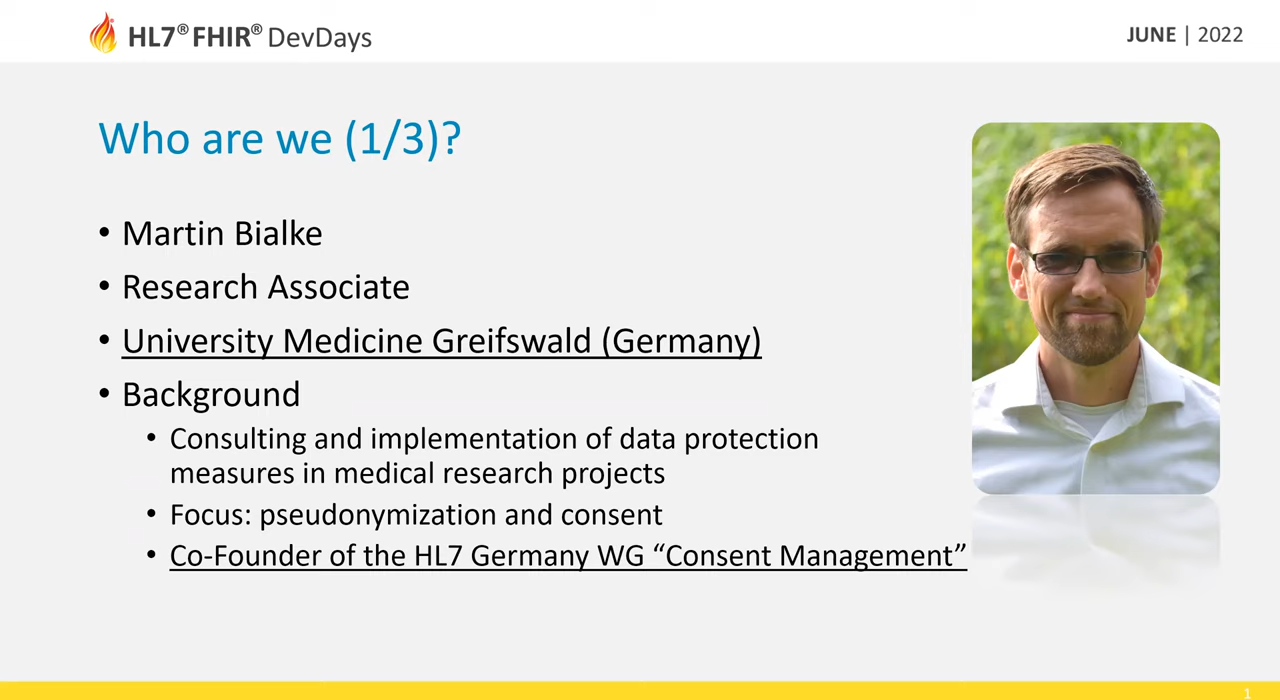 HL7® FHIR® DevDays
JUNE | 2022
Who are we (1/3)?
• Martin Bialke
• Research Associate
• University Medicine Greifswald (Germany)
• Background
• Consulting and implementation of data protection
measures in medical research projects
• Focus: pseudonymization and consent
• Co-Founder of the HL7 Germany WG “Consent Management”
1